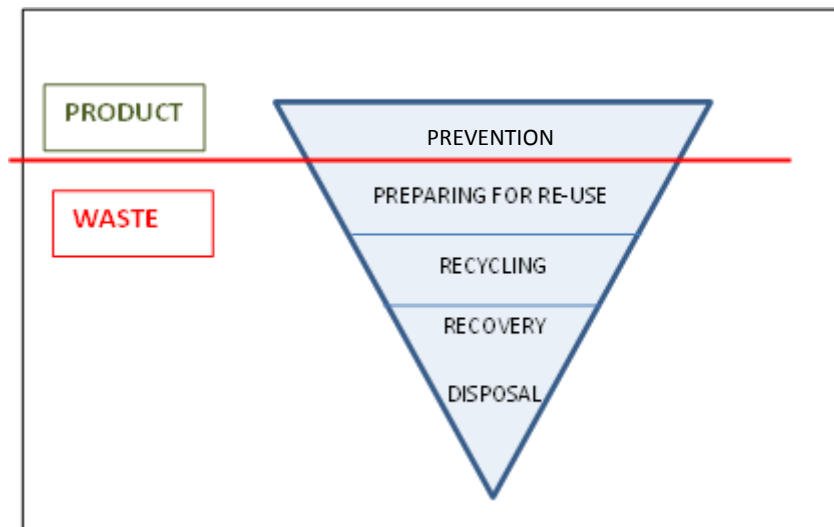 PRODUCT
PREVENTION
WASTE
PREPARING FOR RE-USE
RECYCLING
RECOVERY
DISPOSAL